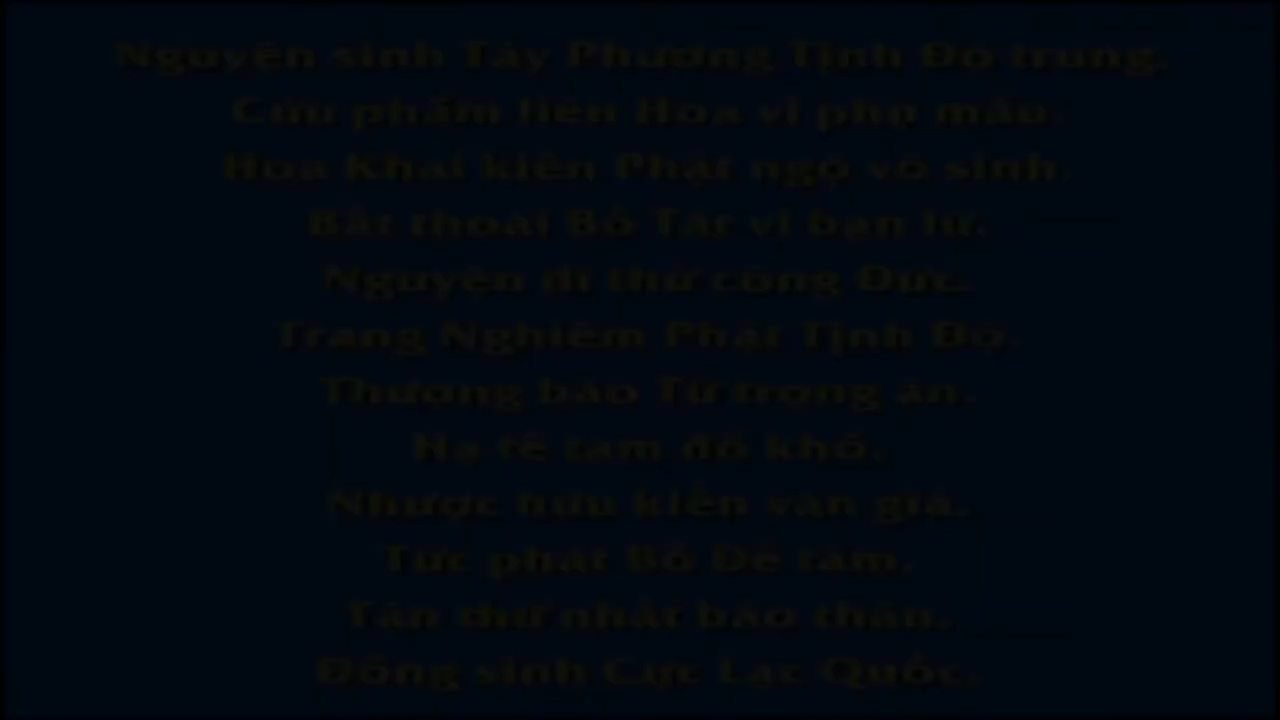 Nguyện sinh Tây Phương Tịnh Độ trung.
Cửu phẩm liên Hoa vi phụ mẫu.
Hoa Khai kiến Phật ngộ vô sinh.
Bất thoái Bồ Tát vi bạn lữ.
Nguyện dĩ thử công Đức.
Trang Nghiêm Phật Tịnh Độ.
Thượng báo Tứ trọng ân.
Hạ tế tam đồ khổ.
Nhược hữu kiến văn giả.
Tức phát Bồ Đề tâm.
Tận thử nhất báo thân.
Đồng sinh Cực Lạc Quốc.